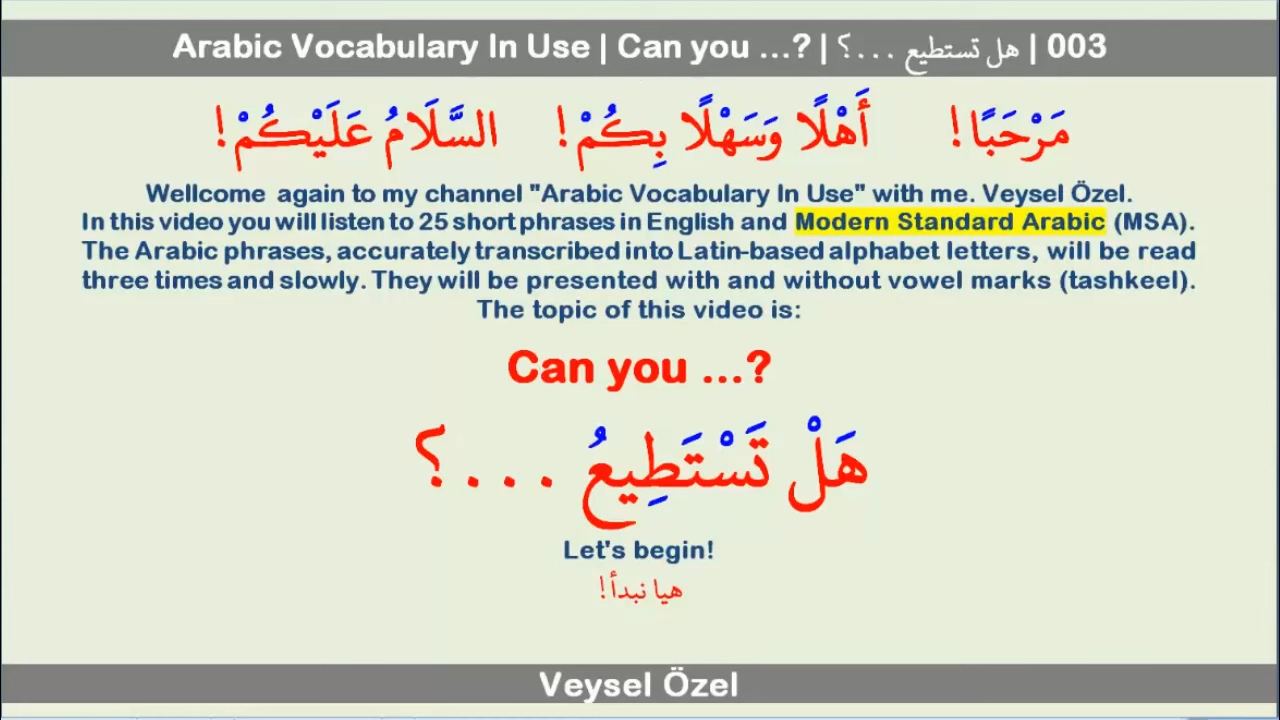 Arabic Vocabulary In Use | Can you ...? | هل تستطيع ...؟ | 003
مَرْحَبًا! أَهْلًا وَسَهْلًا بِكُمْ! السَّلَامُ عَلَيْكُمْ!
Wellcome again to my channel "Arabic Vocabulary In Use" with me. Veysel Özel.
In this video you will listen to 25 short phrases in English and Modern Standard Arabic (MSA).
The Arabic phrases, accurately transcribed into Latin-based alphabet letters, will be read
three times and slowly. They will be presented with and without vowel marks (tashkeel).
The topic of this video is:
Can you ...?
هَلْ تَسْتَطِيعُ ...؟
Let's begin!
هيا نبدأ!
Veysel Özel